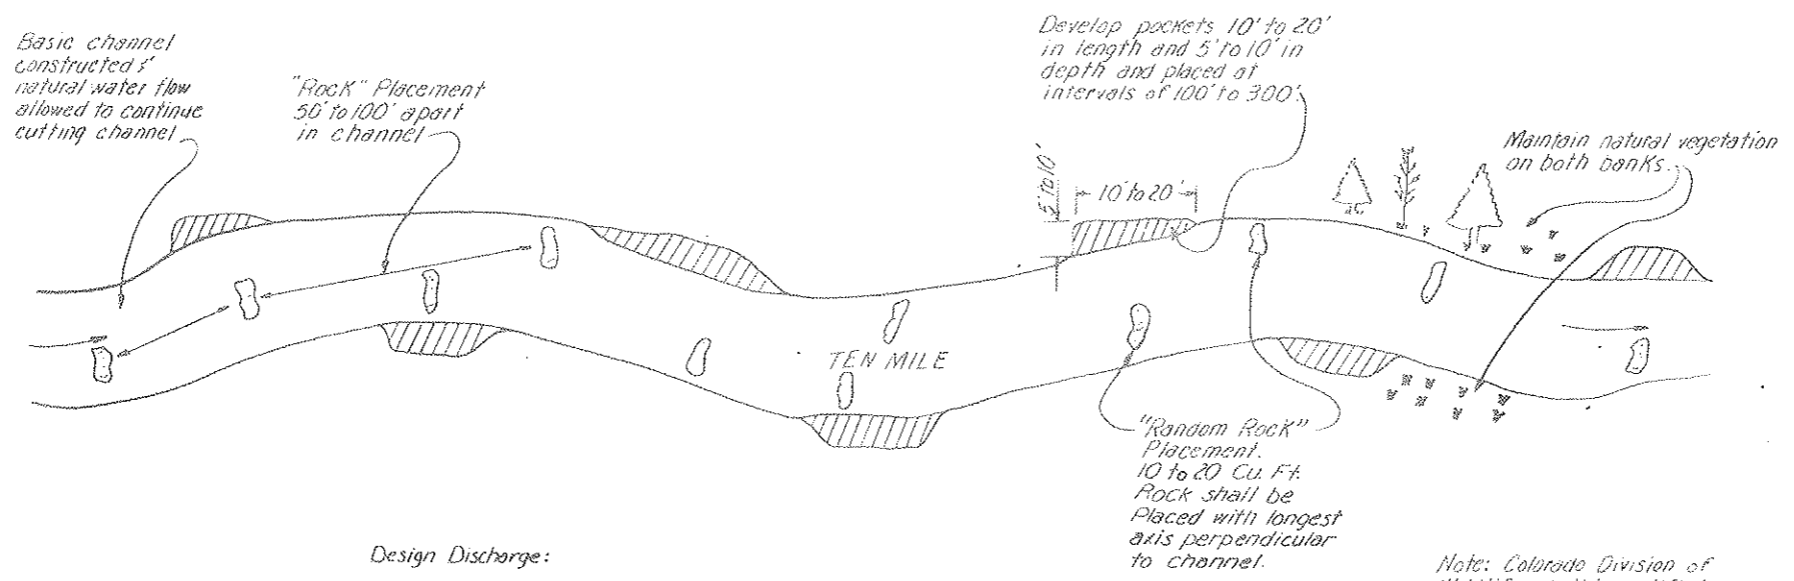 Basic channel
constructed &
natural water flow
allowed to continue
cutting channel
"Rock" Placement
50' to 100' apart
in channel
Develop pockets 10' to 20'
in length and 5' to 10' in
depth and placed at
intervals of 100' to 300'.
Maintain natural vegetation
on both banks.
5' to 10'
10' to 20'
TEN MILE
"Random Rock"
Placement.
10 to 20 Cu. Ft.
Rock shall be
Placed with longest
axis perpendicular
to channel.
Design Discharge:
Note: Colorado Division of